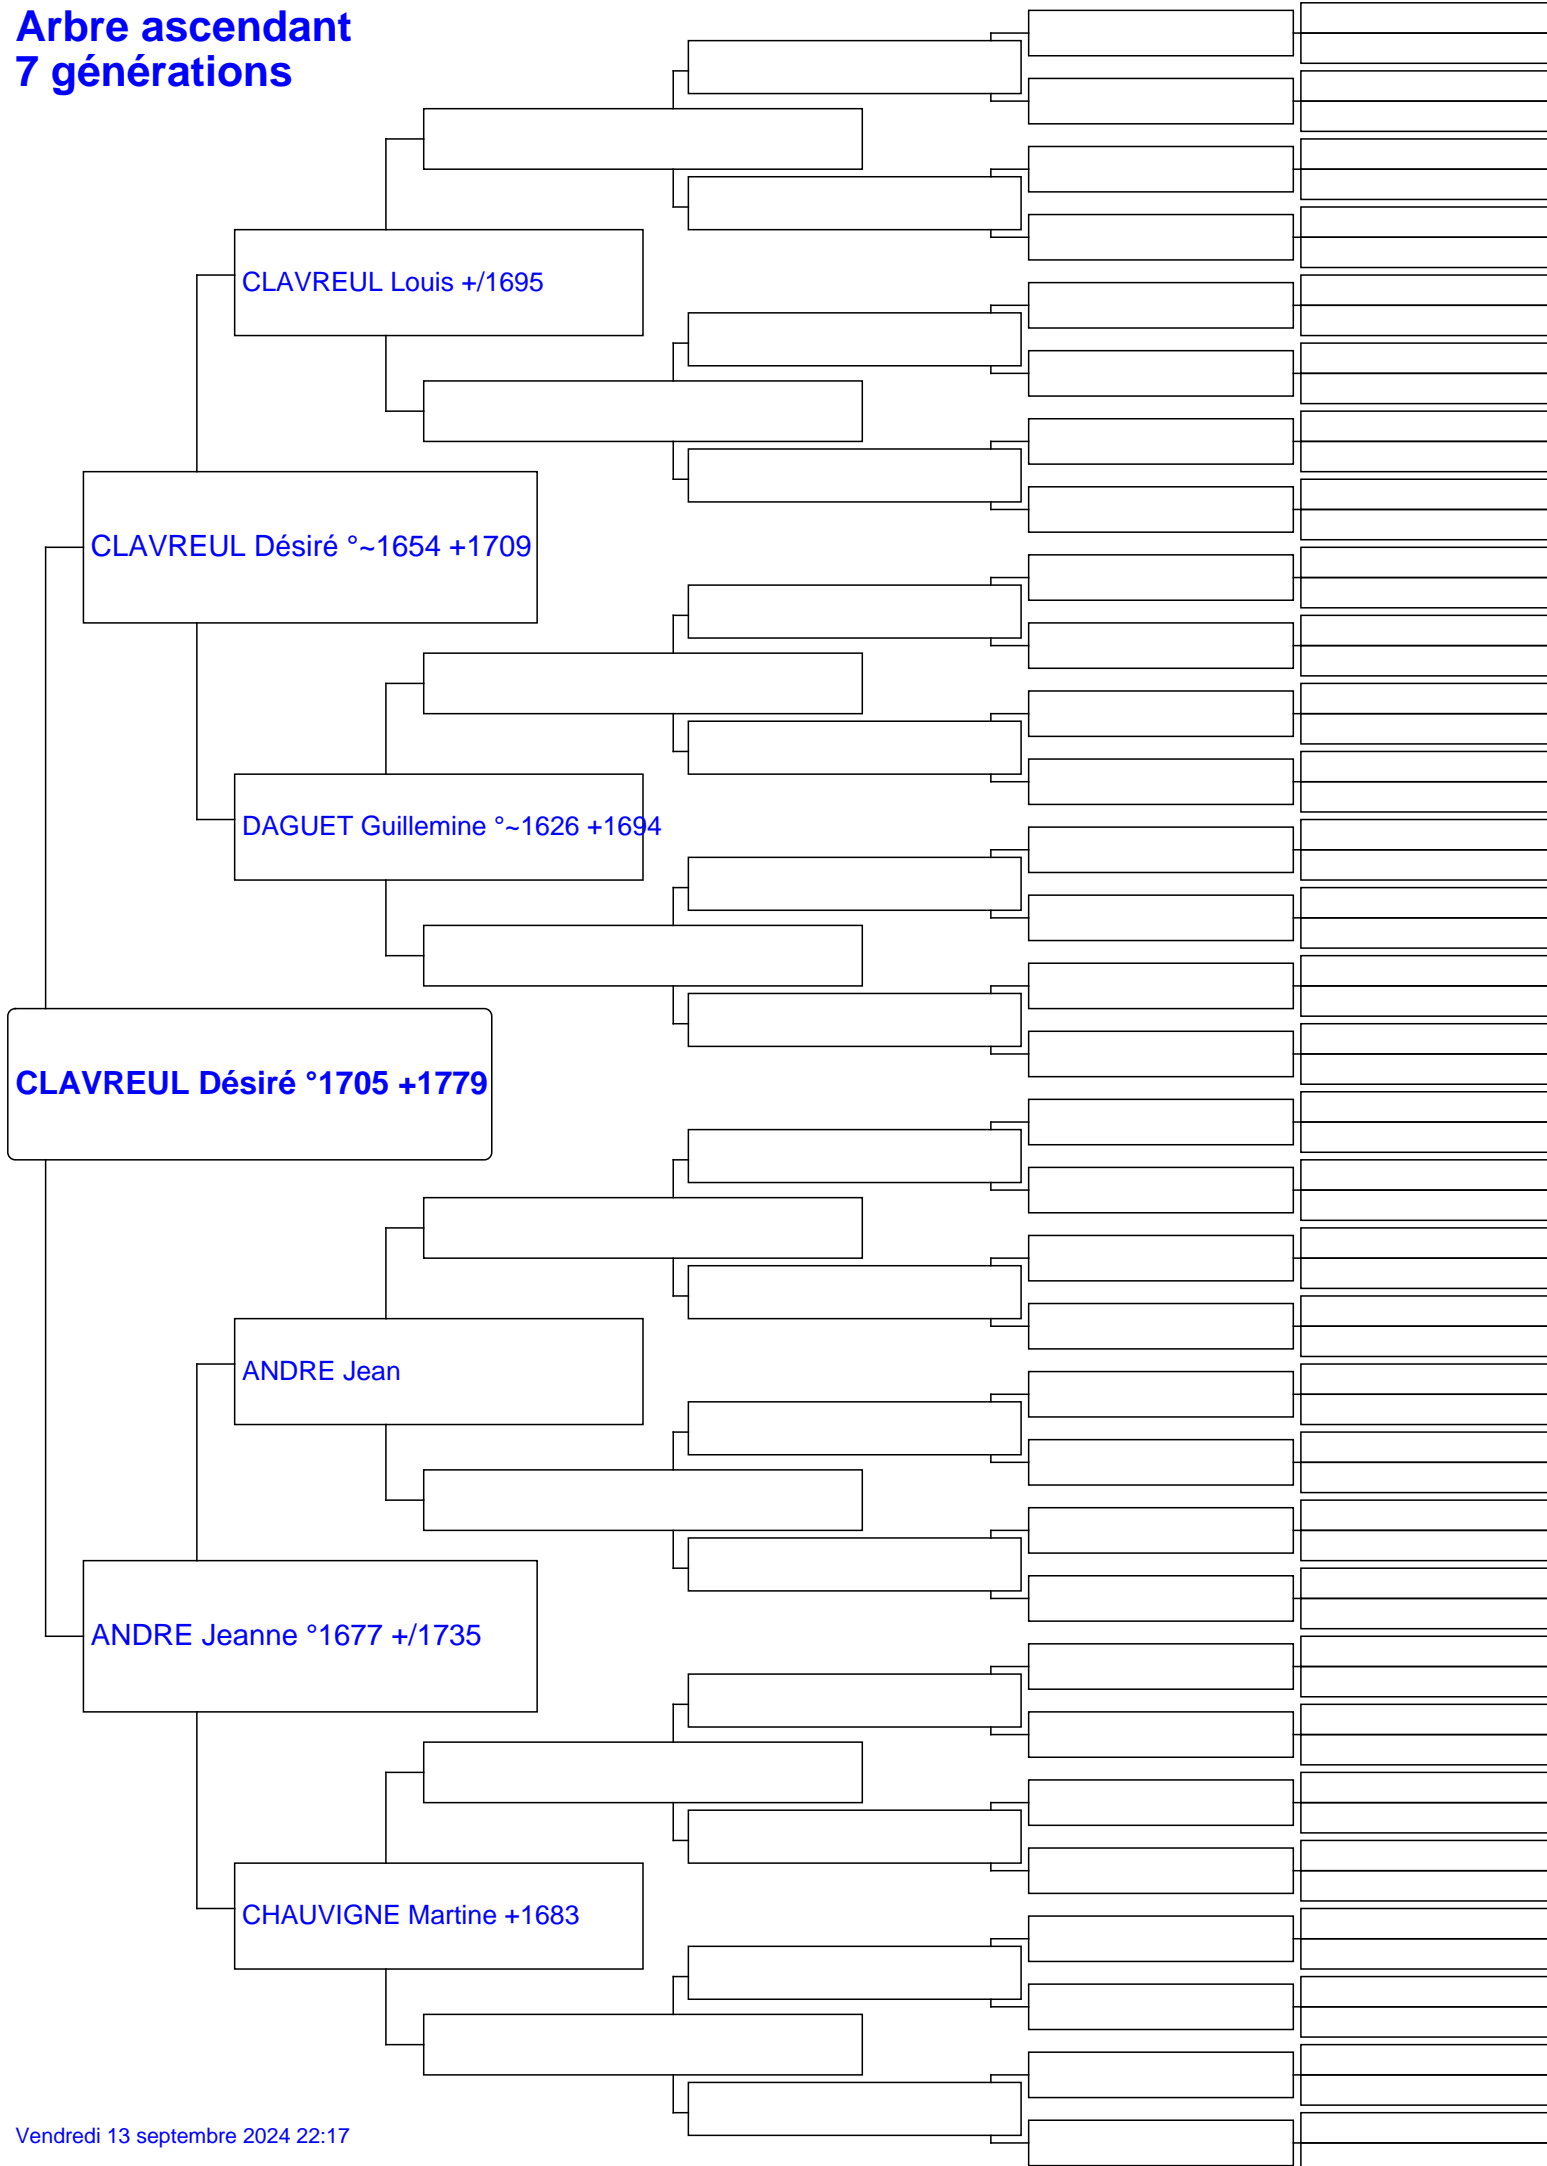 Arbre ascendant
7 générations
CLAVREUL Louis +/1695
CLAVREUL Désiré °~1654 +1709
DAGUET Guillemine °~1626 +1694
CLAVREUL Désiré °1705 +1779
ANDRE Jean
ANDRE Jeanne °1677 +/1735
CHAUVIGNE Martine +1683
Vendredi 13 septembre 2024 22:17